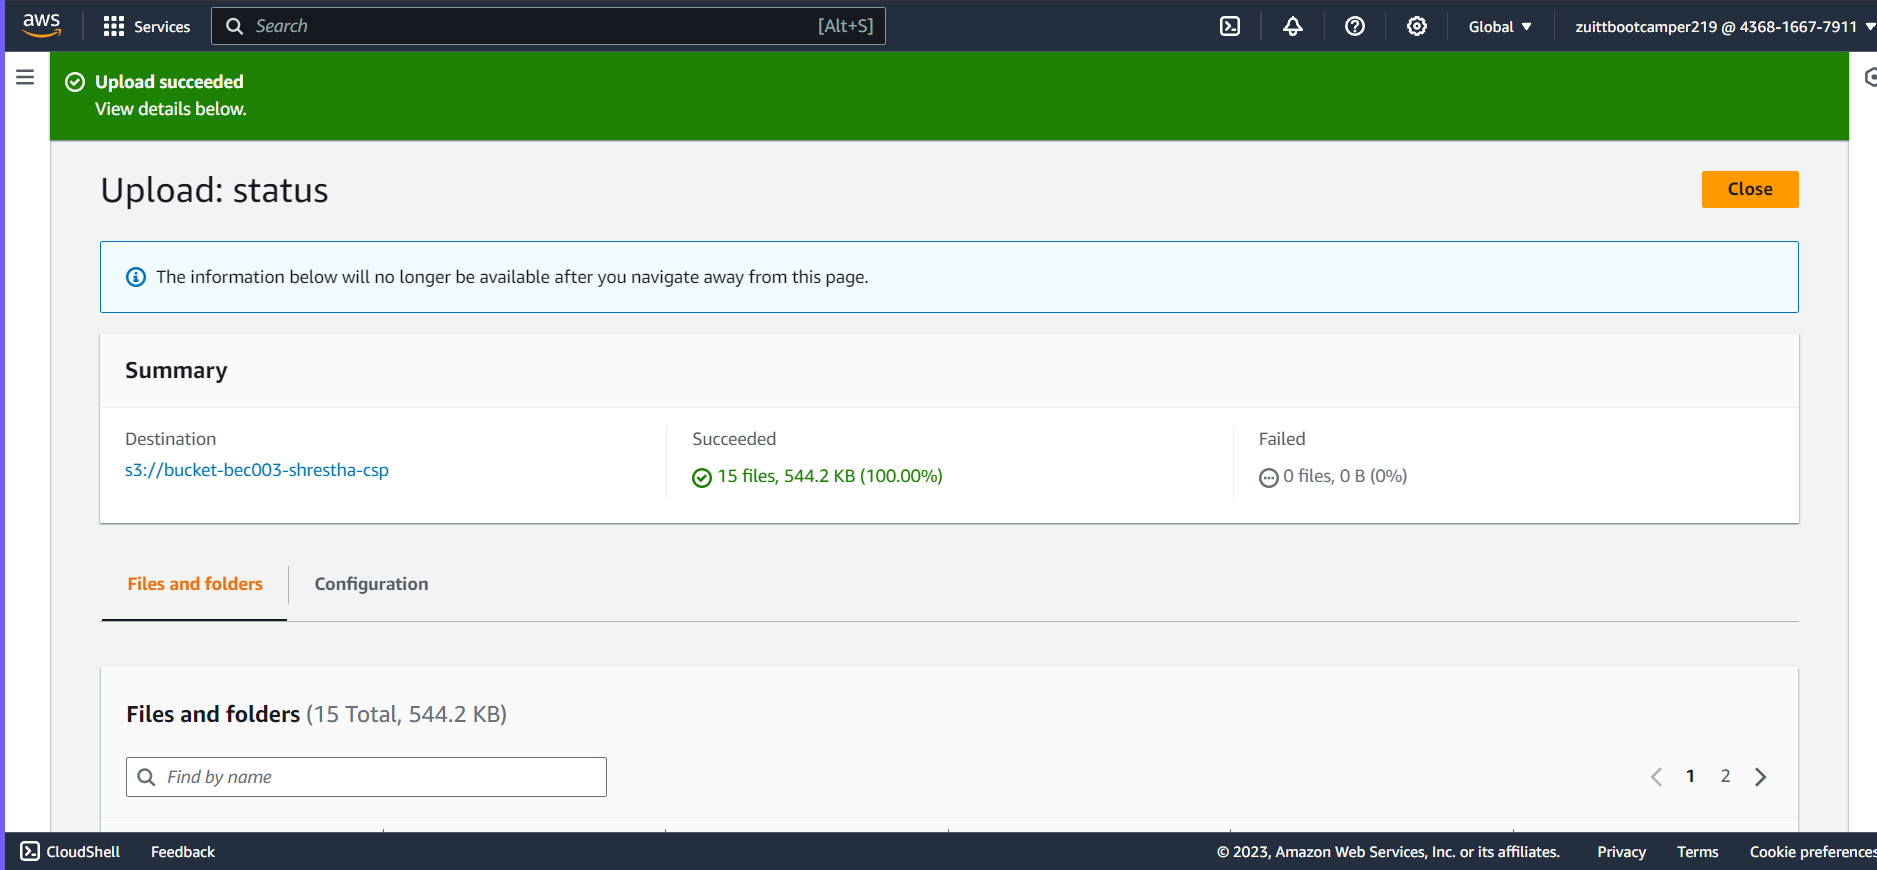 aws
Services
Search
[Alt+S]
Global
zuittbootcamper219 @ 4368-1667-7911
Upload succeeded
View details below.
Upload: status
Close
The information below will no longer be available after you navigate away from this page.
Summary
Destination
s3://bucket-bec003-shrestha-csp
Succeeded
15 files, 544.2 KB (100.00%)
Failed
0 files, 0 B (0%)
Files and folders
Configuration
Files and folders (15 Total, 544.2 KB)
Find by name
1
2
CloudShell
Feedback
© 2023, Amazon Web Services, Inc. or its affiliates.
Privacy
Terms
Cookie preferences